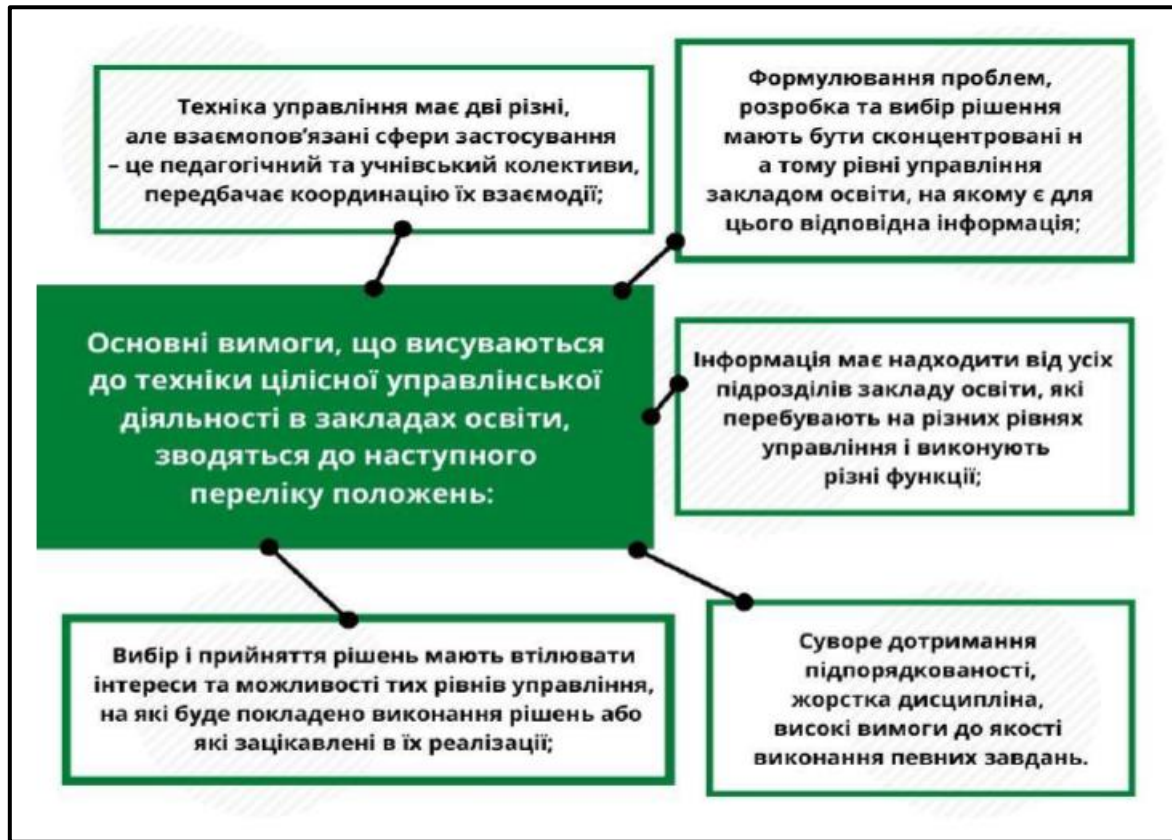 Техніка управління має дві різні,
але взаємопов’язані сфери застосування
– це педагогічний та учнівський колективи,
передбачає координацію їх взаємодії;
Формулювання проблем,
розробка та вибір рішення
мають бути сконцентровані н
а тому рівні управління
закладом освіти, на якому є для
цього відповідна інформація;
Основні вимоги, що висуваються
до техніки цілісної управлінської
діяльності в закладах освіти,
зводяться до наступного
переліку положень:
Інформація має надходити від усіх
підрозділів закладу освіти, які
перебувають на різних рівнях
управління і виконують
різні функції;
Вибір і прийняття рішень мають втілювати
інтереси та можливості тих рівнів управління,
на які буде покладено виконання рішень або
які зацікавлені в їх реалізації;
Суворе дотримання
підпорядкованості,
жорстка дисципліна,
високі вимоги до якості
виконання певних завдань.